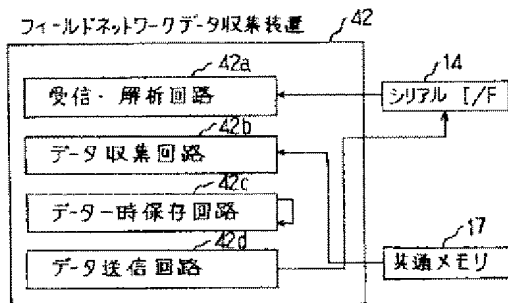 フィールドネットワークデータ収集装置
42
42a
受信・解析回路
14
シリアル I/F
42b
データ収集回路
42c
データ一時保存回路
42d
データ送信回路
17
共通メモリ